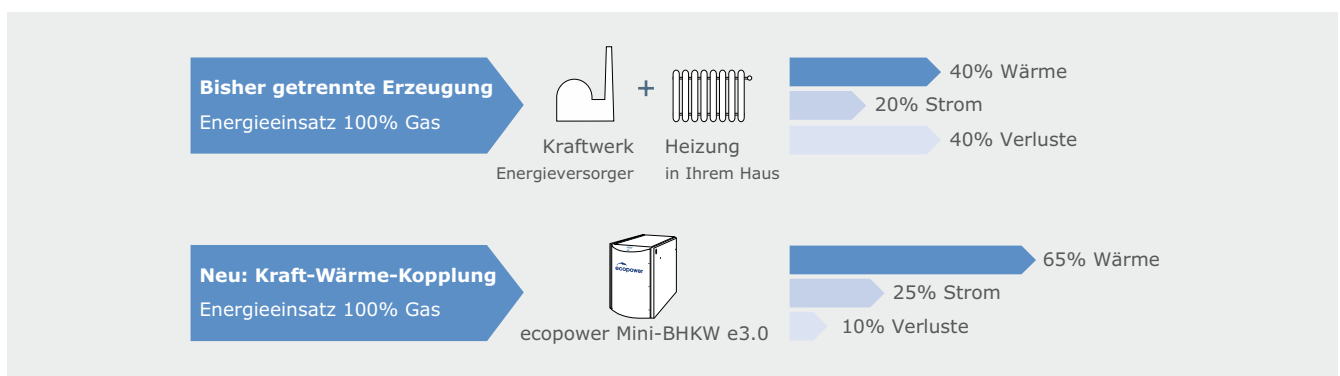 Bisher getrennte Erzeugung
Energieeinsatz 100% Gas
+
Kraftwerk
Energieversorger
Heizung
in Ihrem Haus
40% Wärme
20% Strom
40% Verluste
Neu: Kraft-Wärme-Kopplung
Energieeinsatz 100% Gas
ecopower
ecopower Mini-BHKW e3.0
65% Wärme
25% Strom
10% Verluste